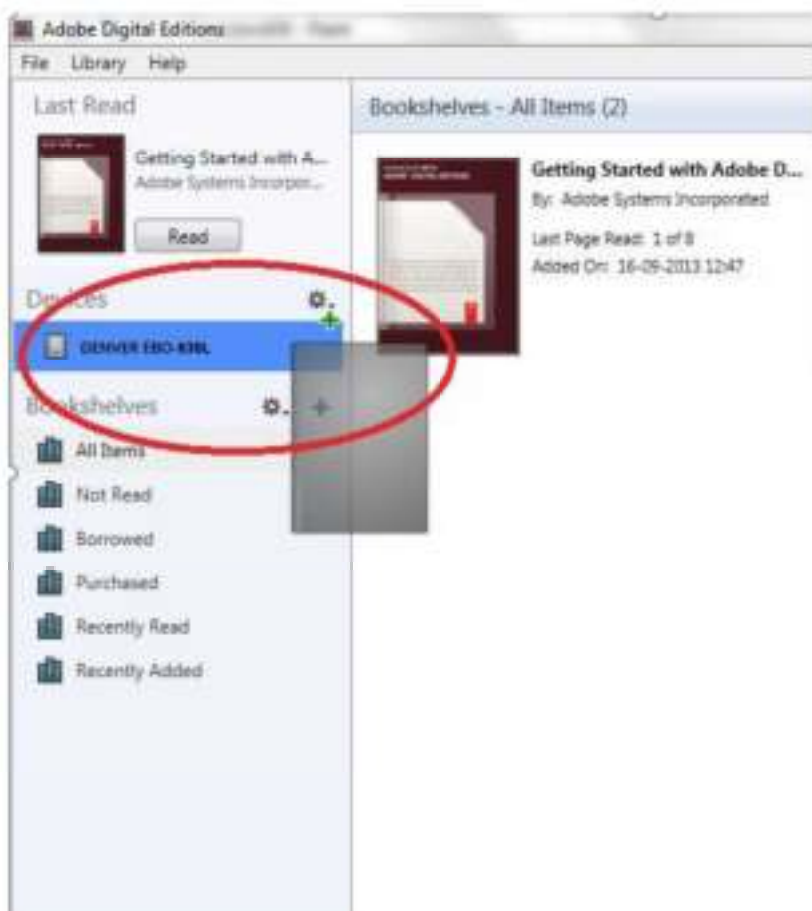 Adobe Digital Editions
File Library Help
Last Read
Getting Started with A...
Adobe Systems Incorpor...
Read
Devices
DENVER EBO-
Bookshelves
All Items
Not Read
Borrowed
Purchased
Recently Read
Recently Added
Bookshelves - All Items (2)
Getting Started with Adobe D...
By: Adobe Systems Incorporated
Last Page Read: 1 of 8
Added On: 16-09-2013 12:47